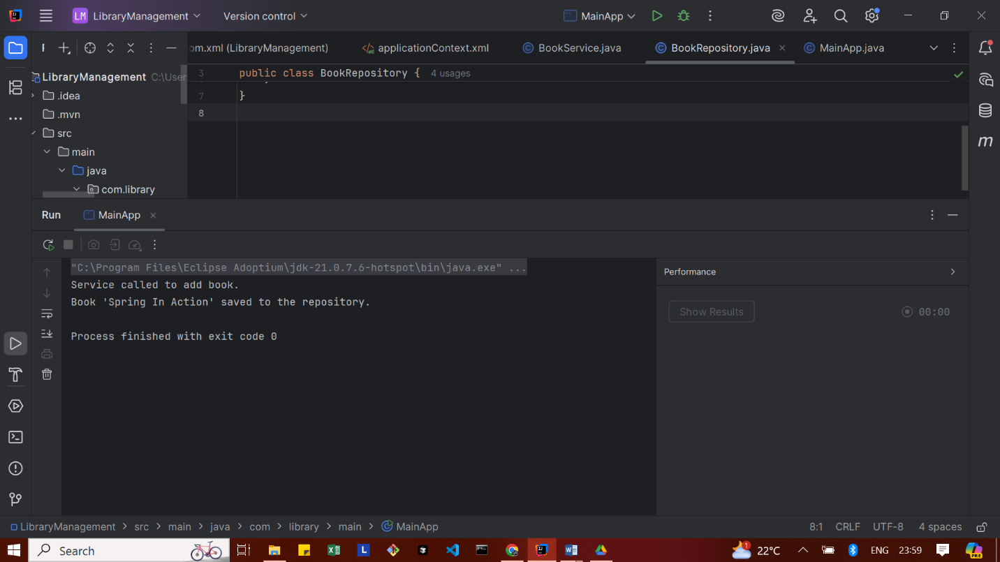 LM LibraryManagement Version control MainApp
om.xml (LibraryManagement) applicationContext.xml BookService.java BookRepository.java MainApp.java
LibraryManagement C:\User
.idea
.mvn
src
main
java
com.library
3 public class BookRepository { 4 usages
7 }
8
Run MainApp
"C:\Program Files\Eclipse Adoptium\jdk-21.0.7.6-hotspot\bin\java.exe" ...
Service called to add book.
Book 'Spring In Action' saved to the repository.
Process finished with exit code 0
Performance
Show Results 00:00
LibraryManagement > src > main > java > com > library > main > MainApp 8:1 CRLF UTF-8 4 spaces
Search 1 22°C ENG 23:59 PRE